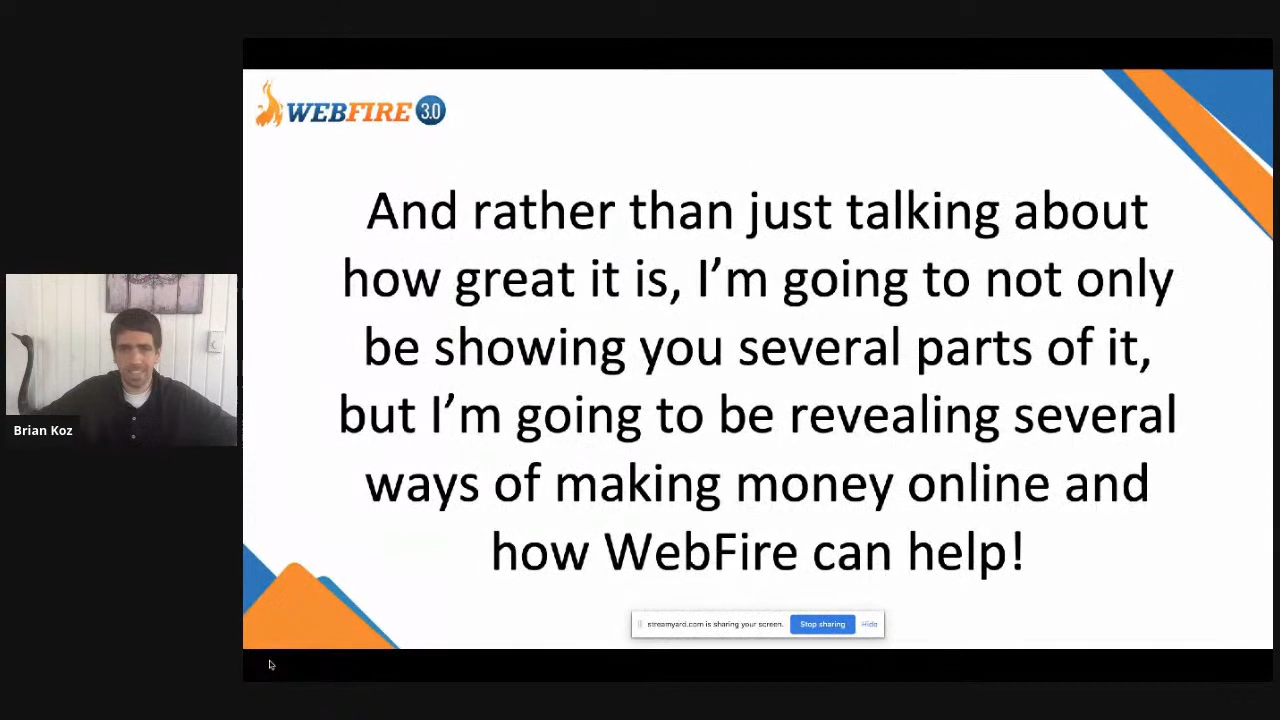 WEBFIRE 3.0
And rather than just talking about
how great it is, I’m going to not only
be showing you several parts of it,
but I’m going to be revealing several
ways of making money online and
how WebFire can help!
Brian Koz
streamyard.com is sharing your screen. Stop sharing Hide